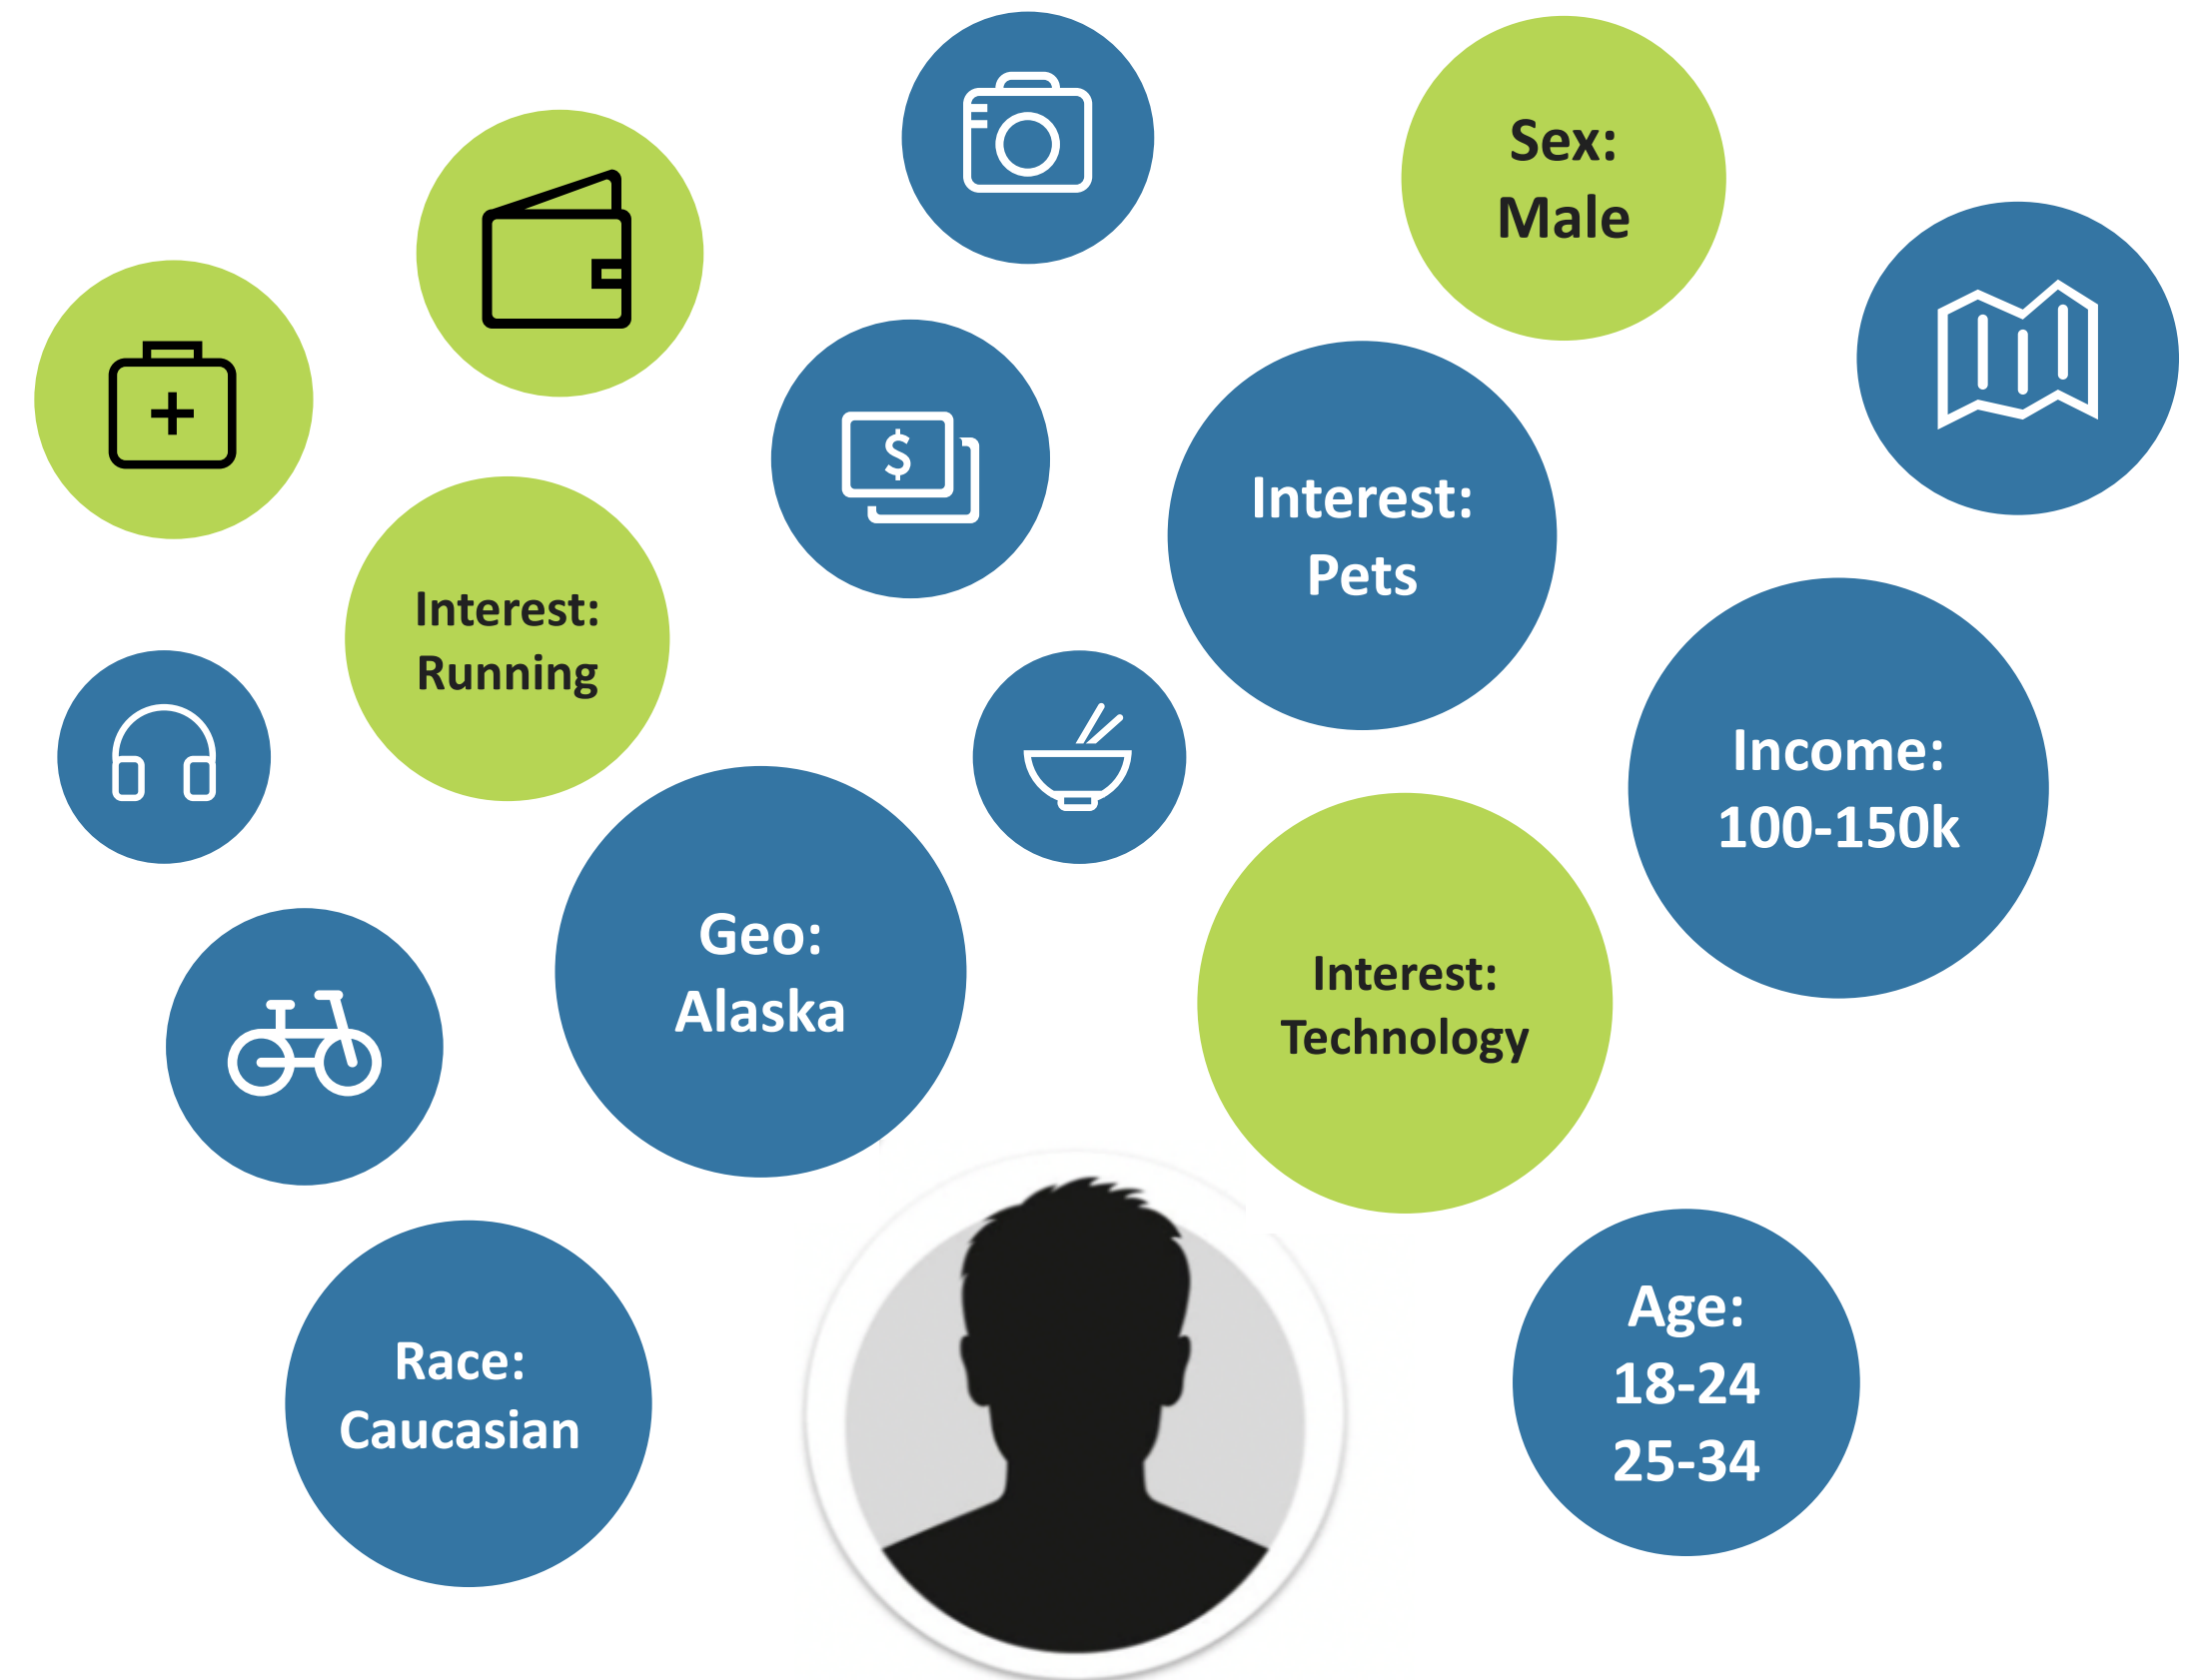 Sex:
Male
Interest:
Pets
Interest:
Running
Income:
100-150k
Geo:
Alaska
Interest:
Technology
Age:
18-24
25-34
Race:
Caucasian
$